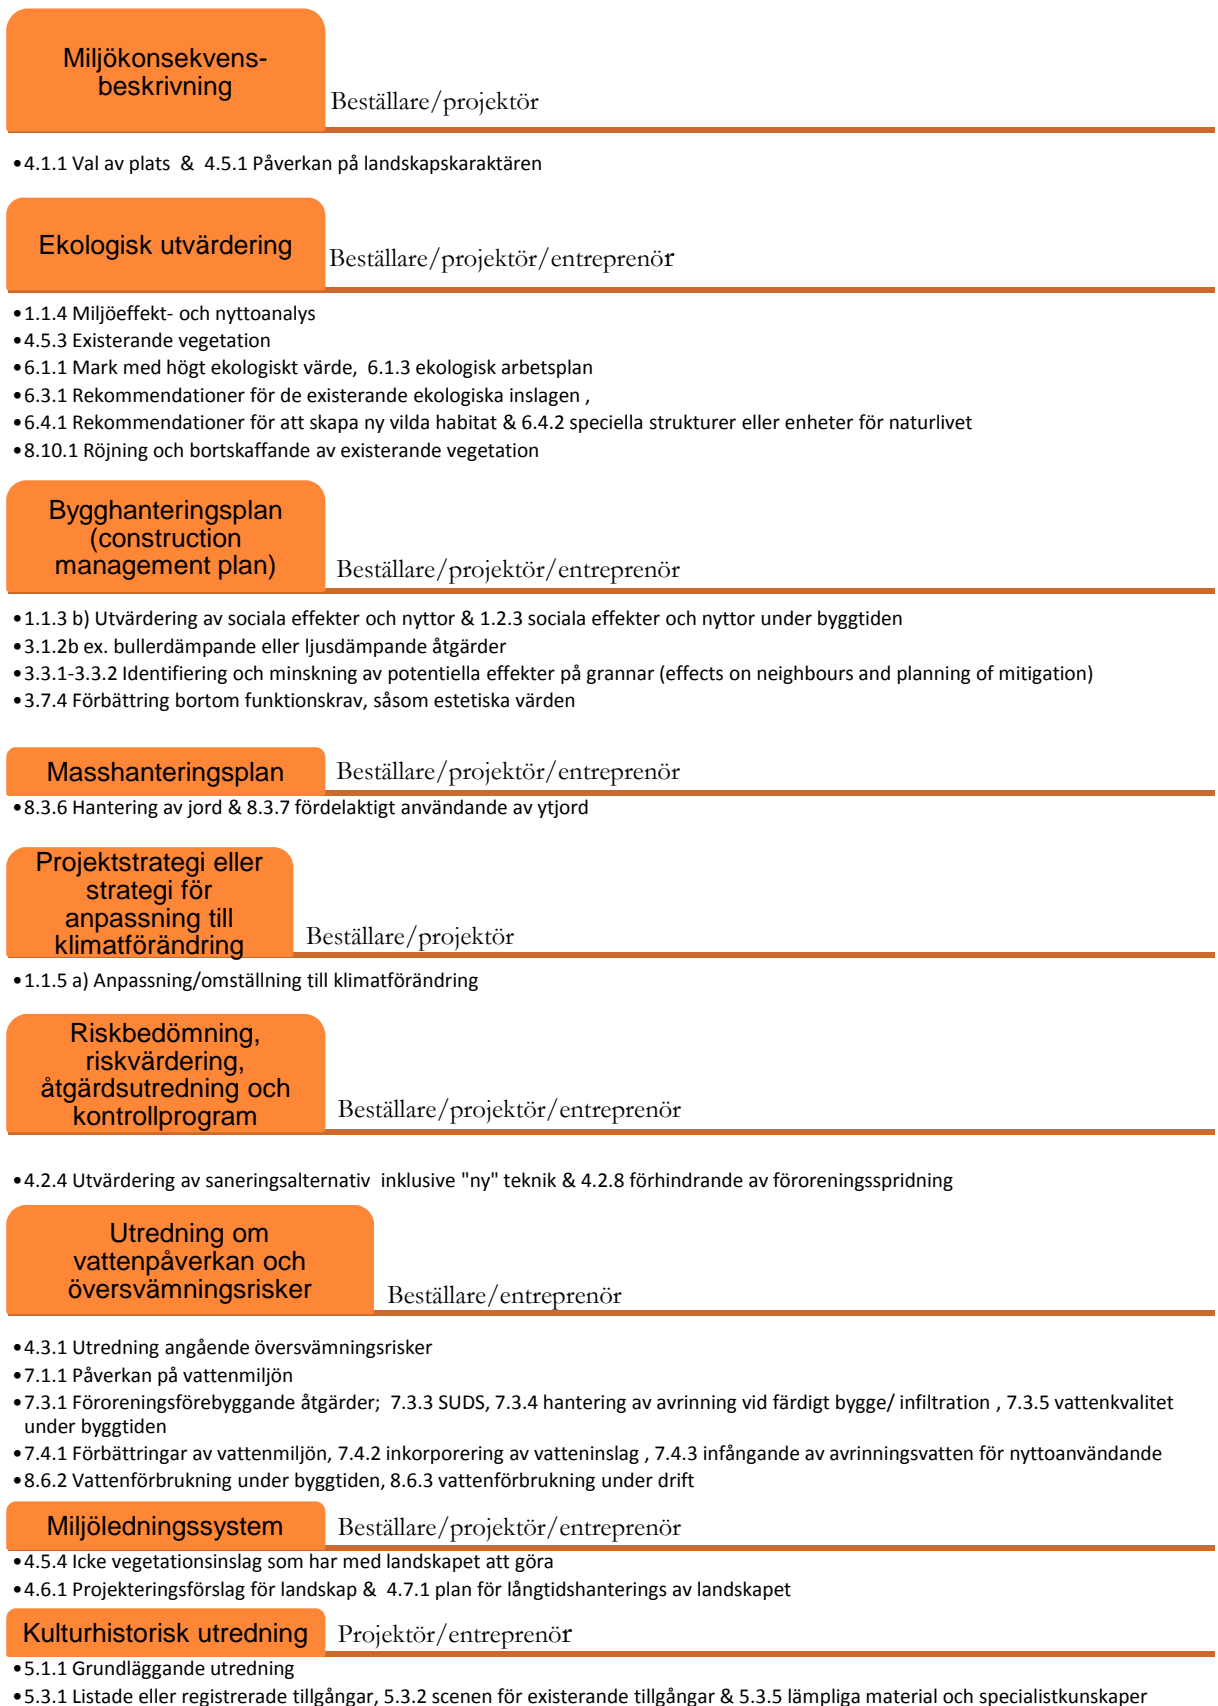 Miljökonsekvens-
beskrivning
Beställare/projektör
•4.1.1 Val av plats & 4.5.1 Påverkan på landskapskaraktären
Ekologisk utvärdering
Beställare/projektör/entreprenör
•1.1.4 Miljöeffekt- och nyttoanalys
•4.5.3 Existerande vegetation
•6.1.1 Mark med högt ekologiskt värde, 6.1.3 ekologisk arbetsplan
•6.3.1 Rekommendationer för de existerande ekologiska inslagen ,
•6.4.1 Rekommendationer för att skapa ny vilda habitat & 6.4.2 speciella strukturer eller enheter för naturlivet
•8.10.1 Röjning och bortskaffande av existerande vegetation
Bygghanteringsplan
(construction
management plan)
Beställare/projektör/entreprenör
•1.1.3 b) Utvärdering av sociala effekter och nyttor & 1.2.3 sociala effekter och nyttor under byggtiden
•3.1.2b ex. bullerdämpande eller ljusdämpande åtgärder
•3.3.1-3.3.2 Identifiering och minskning av potentiella effekter på grannar (effects on neighbours and planning of mitigation)
•3.7.4 Förbättring bortom funktionskrav, såsom estetiska värden
Masshanteringsplan
Beställare/projektör/entreprenör
•8.3.6 Hantering av jord & 8.3.7 fördelaktigt användande av ytjord
Projektstrategi eller
strategi för
anpassning till
klimatförändring
Beställare/projektör
•1.1.5 a) Anpassning/omställning till klimatförändring
Riskbedömning,
riskvärdering,
åtgärdsutredning och
kontrollprogram
Beställare/projektör/entreprenör
•4.2.4 Utvärdering av saneringsalternativ inklusive "ny" teknik & 4.2.8 förhindrande av föroreningsspridning
Utredning om
vattenpåverkan och
översvämningsrisker
Beställare/entreprenör
•4.3.1 Utredning angående översvämningsrisker
•7.1.1 Påverkan på vattenmiljön
•7.3.1 Föroreningsförebyggande åtgärder; 7.3.3 SUDS, 7.3.4 hantering av avrinning vid färdigt bygge/ infiltration , 7.3.5 vattenkvalitet
under byggtiden
•7.4.1 Förbättringar av vattenmiljön, 7.4.2 inkorporering av vatteninslag , 7.4.3 infångande av avrinningsvatten för nyttoanvändande
•8.6.2 Vattenförbrukning under byggtiden, 8.6.3 vattenförbrukning under drift
Miljöledningssystem
Beställare/projektör/entreprenör
•4.5.4 Icke vegetationsinslag som har med landskapet att göra
•4.6.1 Projekteringsförslag för landskap & 4.7.1 plan för långtidshanterings av landskapet
Kulturhistorisk utredning
Projektör/entreprenör
•5.1.1 Grundläggande utredning
•5.3.1 Listade eller registrerade tillgångar, 5.3.2 scenen för existerande tillgångar & 5.3.5 lämpliga material och specialistkunskaper